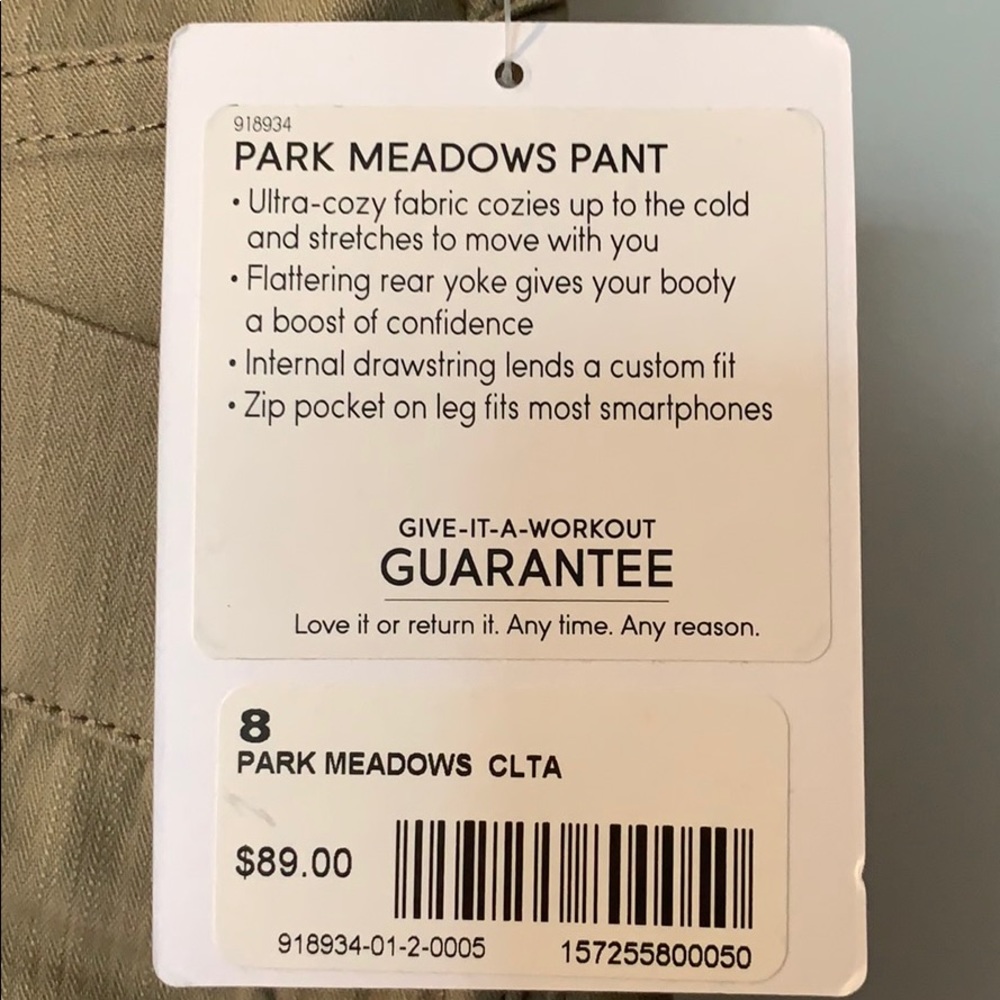 918934
PARK MEADOWS PANT
• Ultra-cozy fabric cozies up to the cold
and stretches to move with you
• Flattering rear yoke gives your booty
a boost of confidence
• Internal drawstring lends a custom fit
• Zip pocket on leg fits most smartphones
GIVE-IT-A-WORKOUT
GUARANTEE
Love it or return it. Any time. Any reason.
8
PARK MEADOWS CLTA
$89.00
918934-01-2-0005
157255800050